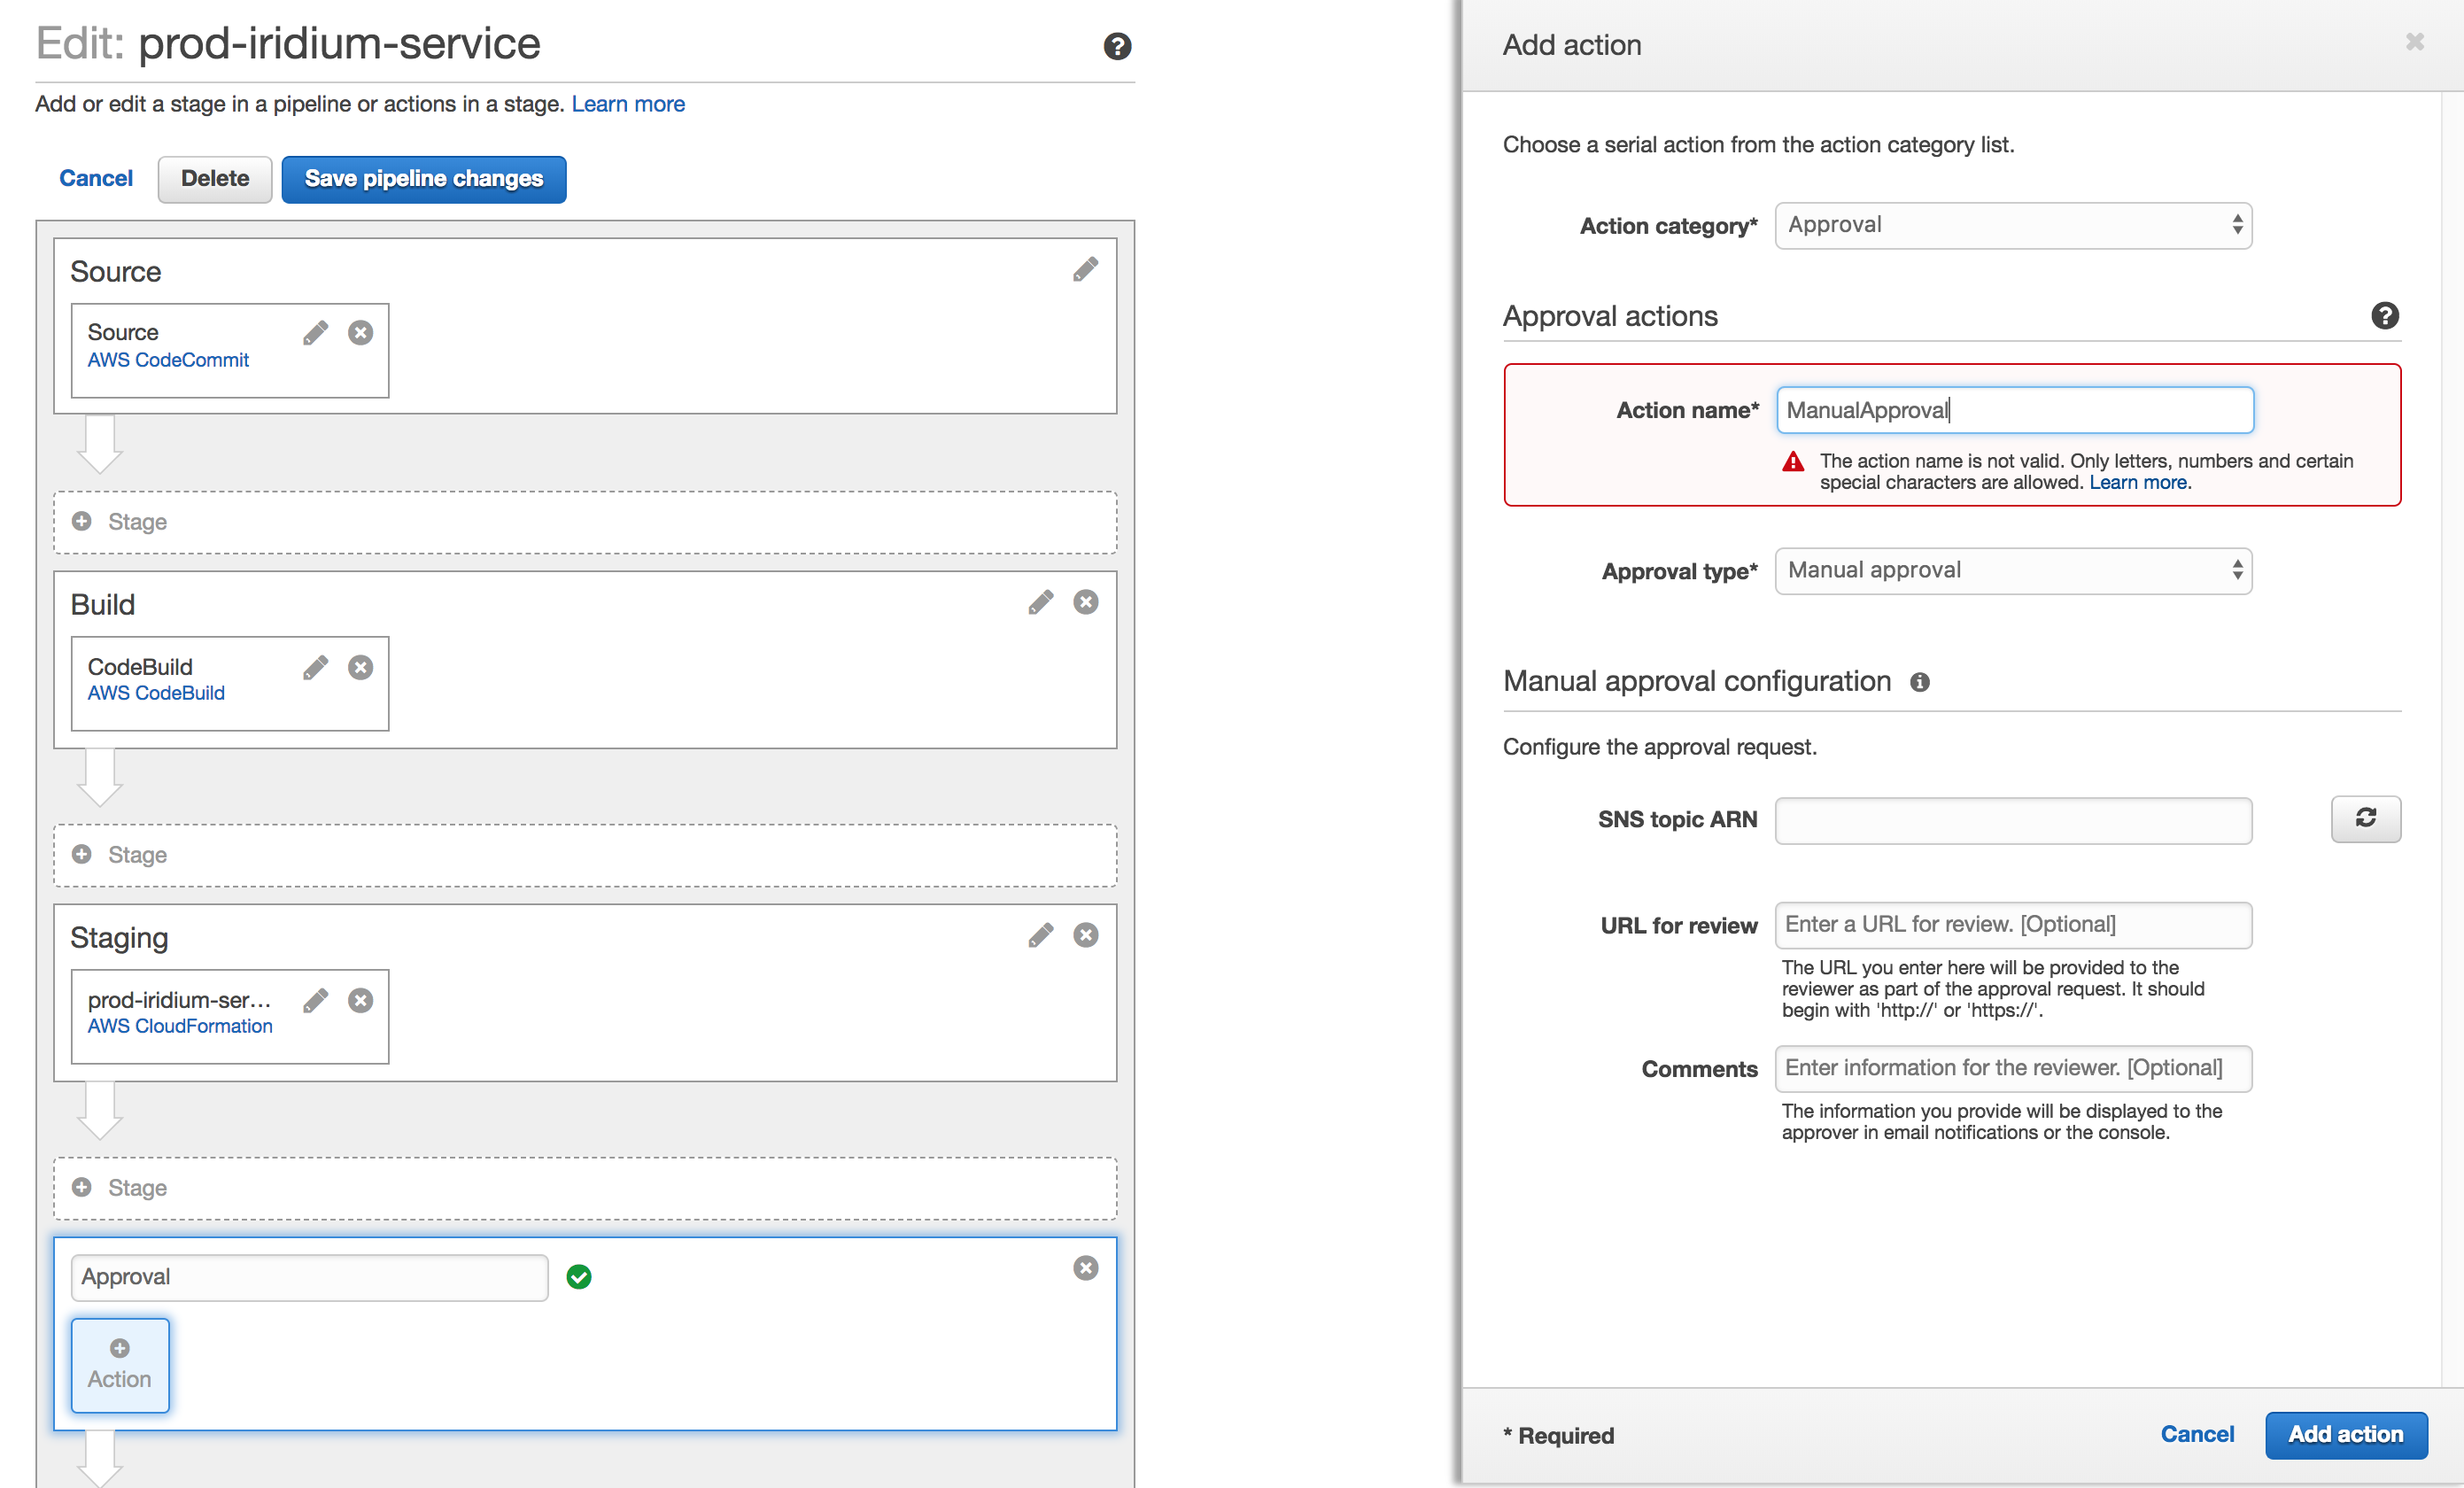 Edit: prod-iridium-service
Add or edit a stage in a pipeline or actions in a stage. Learn more
Cancel
Delete
Save pipeline changes
Source
Source
AWS CodeCommit
Stage
Build
CodeBuild
AWS CodeBuild
Stage
Staging
prod-iridium-ser...
AWS CloudFormation
Stage
Approval
Action
Add action
Choose a serial action from the action category list.
Action category*
Approval
Approval actions
Action name*
ManualApproval
The action name is not valid. Only letters, numbers and certain
special characters are allowed. Learn more.
Approval type*
Manual approval
Manual approval configuration
Configure the approval request.
SNS topic ARN
URL for review
Enter a URL for review. [Optional]
The URL you enter here will be provided to the
reviewer as part of the approval request. It should
begin with 'http://' or 'https://'.
Comments
Enter information for the reviewer. [Optional]
The information you provide will be displayed to the
approver in email notifications or the console.
* Required
Cancel
Add action